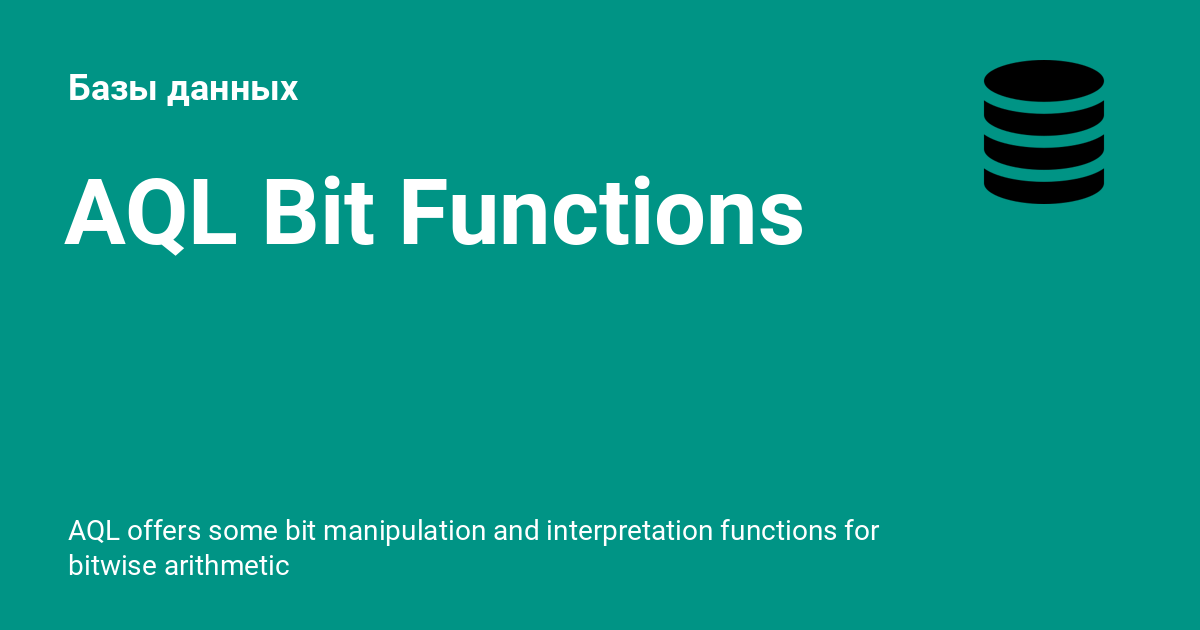 Базы данных
AQL Bit Functions
AQL offers some bit manipulation and interpretation functions for
bitwise arithmetic